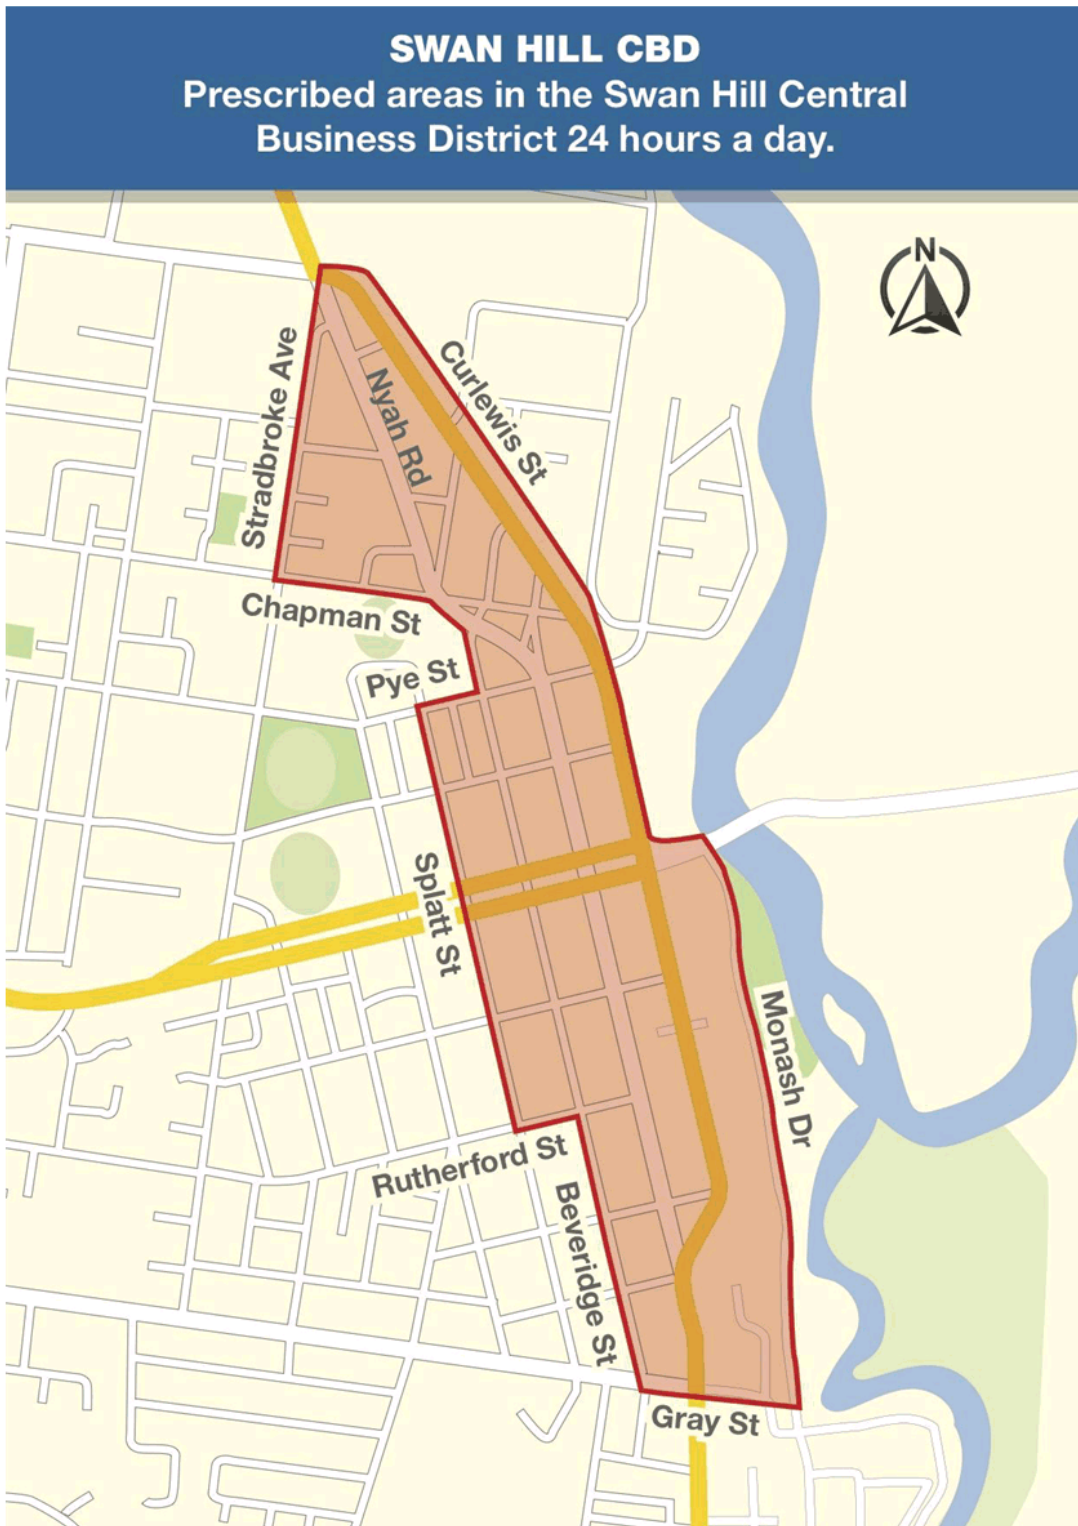 SWAN HILL CBD
Prescribed areas in the Swan Hill Central
Business District 24 hours a day.
N
Stradbroke Ave
Nyah Rd
Curlewis St
Chapman St
Pye St
Splatt St
Monash Dr
Rutherford St
Beveridge St
Gray St